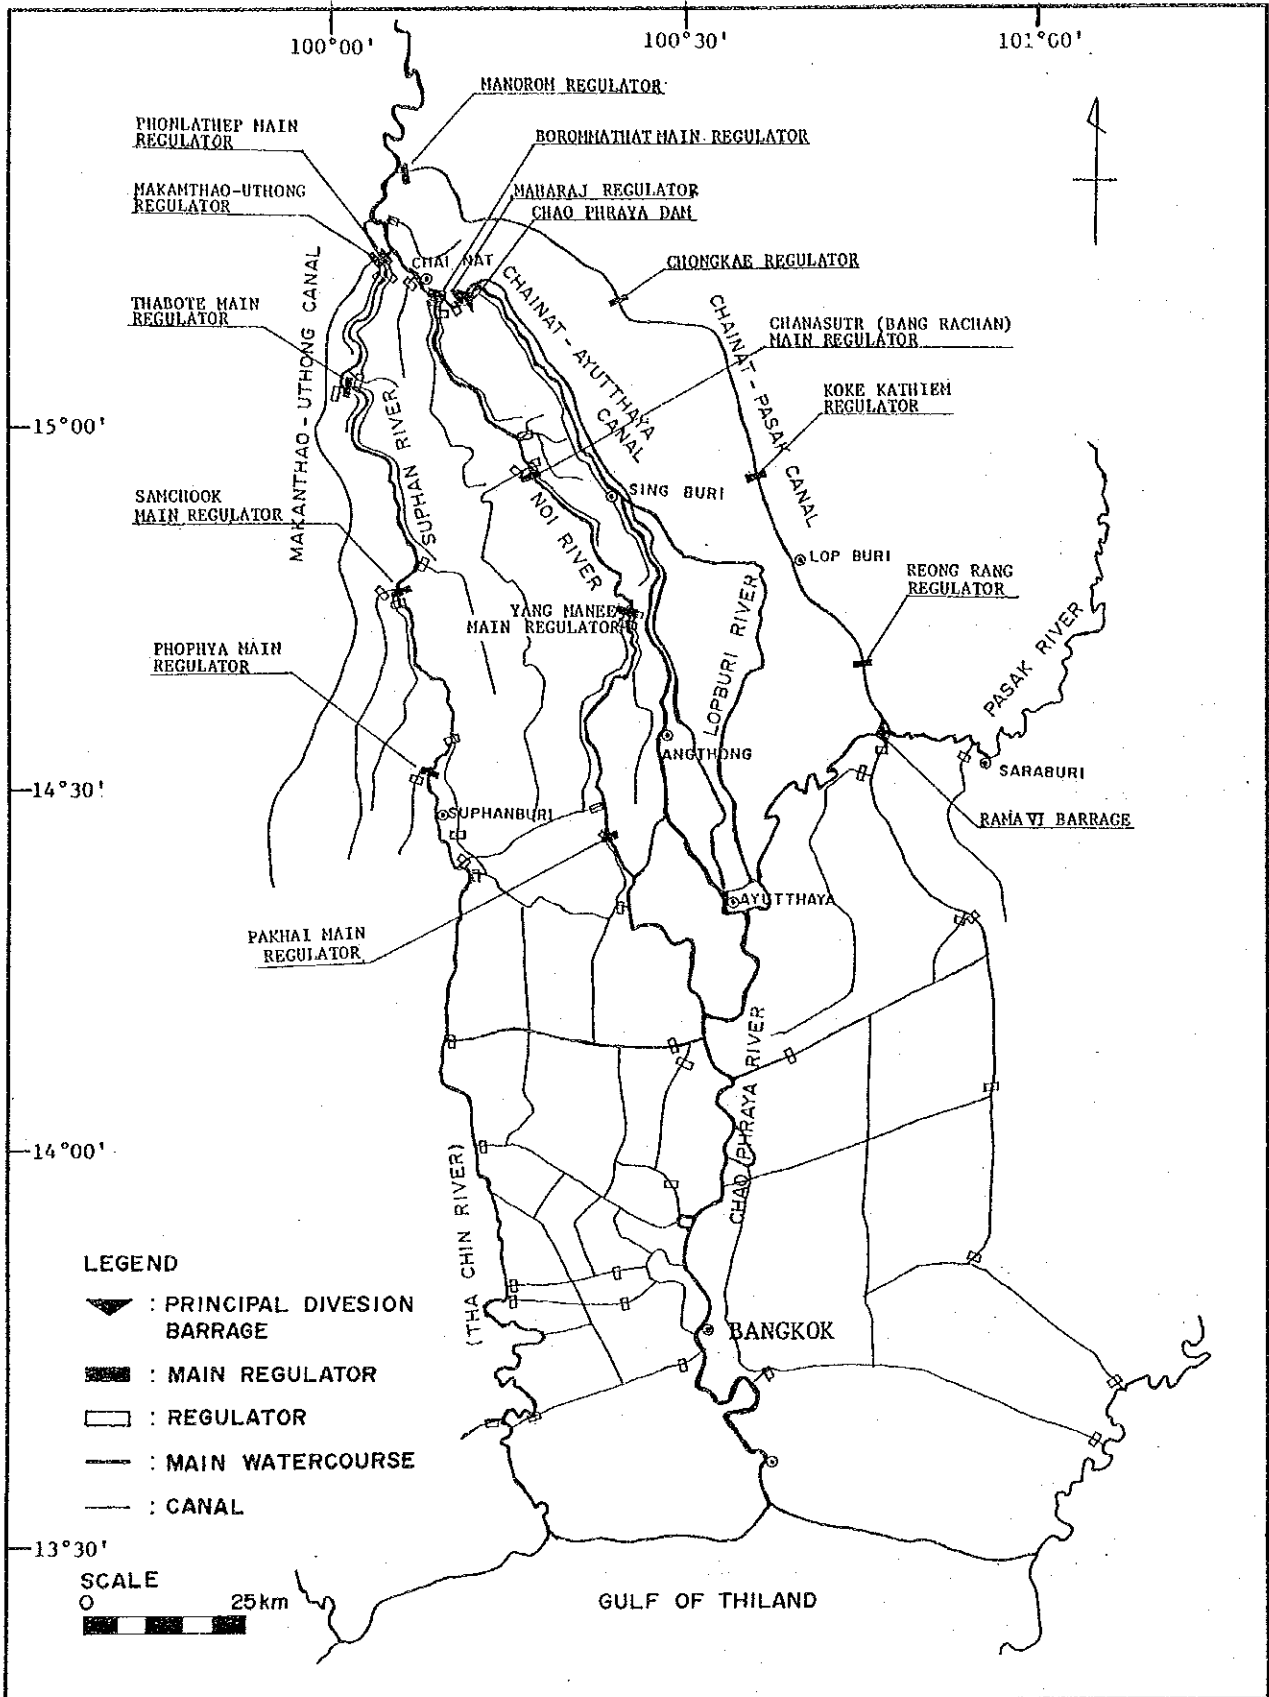 100°00'
100°30'
101°00'
MANOROM REGULATOR
PHONLATHEP MAIN
REGULATOR
BOROMMATHAT MAIN REGULATOR
MAKAMTHAO-UTHONG
REGULATOR
MAHARAJ REGULATOR
CHAO PHRAYA DAM
CHAI NAT
CHONGKAE REGULATOR
THABOTE MAIN
REGULATOR
CHANASUTR (BANG RACHAN)
MAIN REGULATOR
MAKANTHAO-UTHONG CANAL
SUPHAN RIVER
CHAINAT-AYUTTHAYA
CANAL
CHAINAT-PASAK CANAL
KOKE KATHIEM
REGULATOR
15°00'
SAMCHOOK
MAIN REGULATOR
NOI RIVER
SING BURI
LOP BURI
REONG RANG
REGULATOR
YANG MANEE
MAIN REGULATOR
LOPBURI RIVER
PASAK RIVER
PHOPHYA MAIN
REGULATOR
ANGTHONG
SARABURI
14°30'
SUPHANBURI
RAMA VI BARRAGE
AYUTTHAYA
PAKHAI MAIN
REGULATOR
CHAO PHRAYA RIVER
14°00'
(THA CHIN RIVER)
LEGEND
: PRINCIPAL DIVESION
BARRAGE
BANGKOK
: MAIN REGULATOR
: REGULATOR
: MAIN WATERCOURSE
: CANAL
13°30'
SCALE
0 25km
GULF OF THILAND